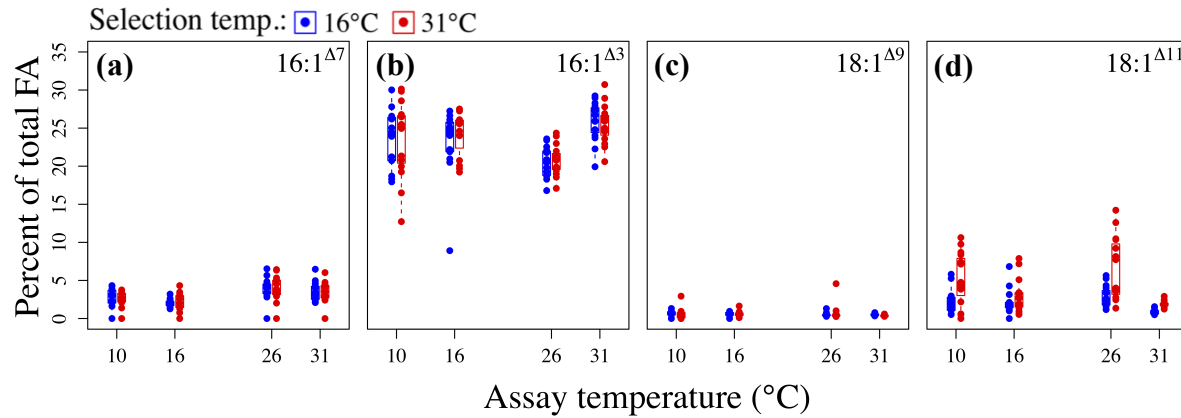 Selection temp.: 16°C 31°C
Percent of total FA
35
30
25
20
15
10
5
0
(a) 16:1Δ7
(b) 16:1Δ3
(c) 18:1Δ9
(d) 18:1Δ11
10 16 26 31
10 16 26 31
10 16 26 31
10 16 26 31
Assay temperature (°C)